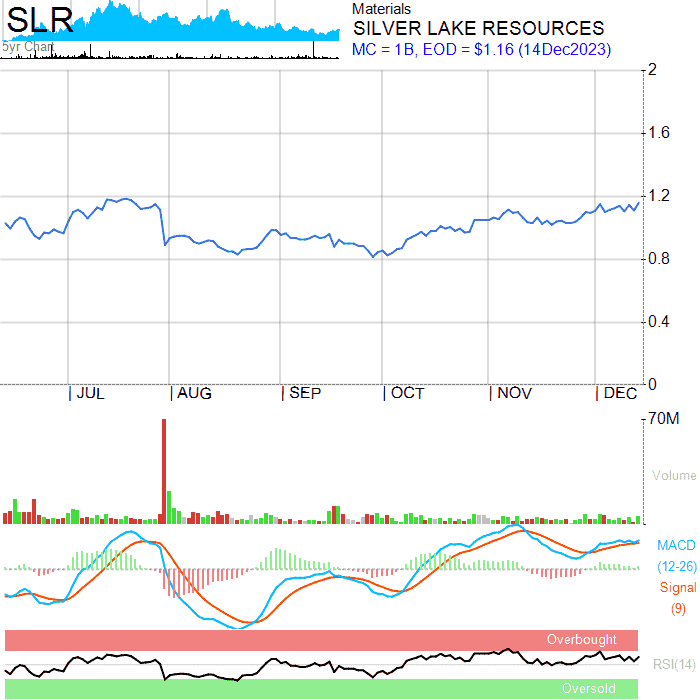 SLR
5yr Chart
Materials
SILVER LAKE RESOURCES
MC = 1B, EOD = $1.16 (14Dec2023)
2
1.6
1.2
0.8
0.4
0
JUL AUG SEP OCT NOV DEC
70M
Volume
MACD
(12-26)
Signal
(9)
Overbought
RSI(14)
Oversold